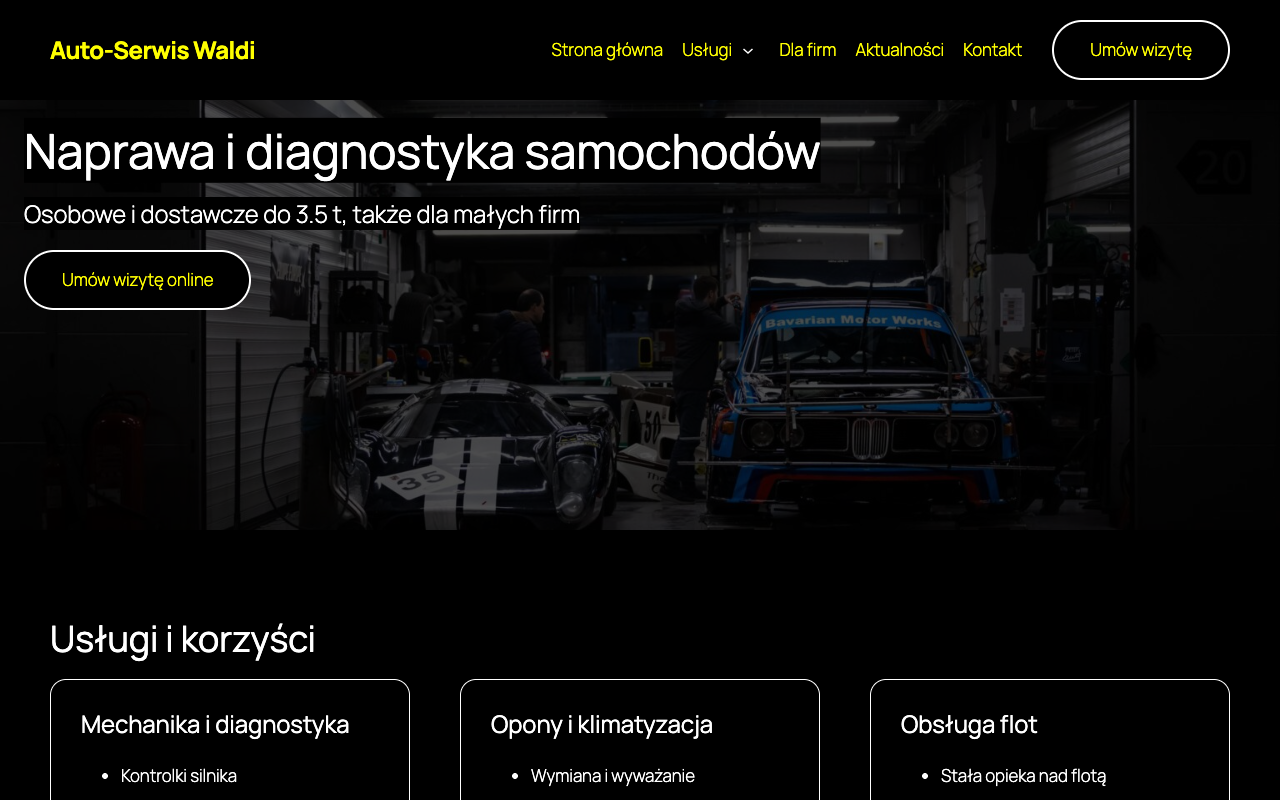 Auto-Serwis Waldi
Strona główna
Usługi
Dla firm
Aktualności
Kontakt
Umów wizytę
Naprawa i diagnostyka samochodów
Osobowe i dostawcze do 3.5 t, także dla małych firm
Umów wizytę online
20
Bavarian Motor Works
50
35
Usługi i korzyści
Mechanika i diagnostyka
Kontrolki silnika
Opony i klimatyzacja
Wymiana i wyważanie
Obsługa flot
Stała opieka nad flotą